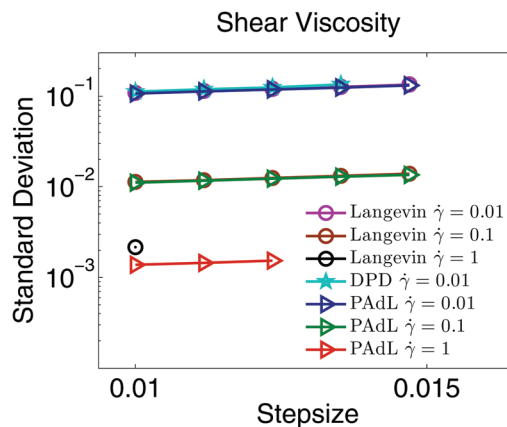 Shear Viscosity
Standard Deviation
10⁻¹
10⁻²
10⁻³
Langevin γ̇ = 0.01
Langevin γ̇ = 0.1
Langevin γ̇ = 1
DPD γ̇ = 0.01
PAdL γ̇ = 0.01
PAdL γ̇ = 0.1
PAdL γ̇ = 1
0.01 0.015
Stepsize